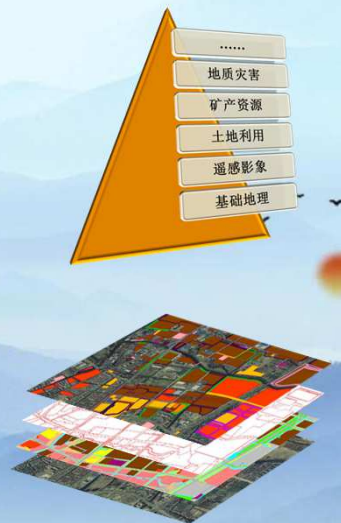 ……
地质灾害
矿产资源
土地利用
遥感影象
基础地理